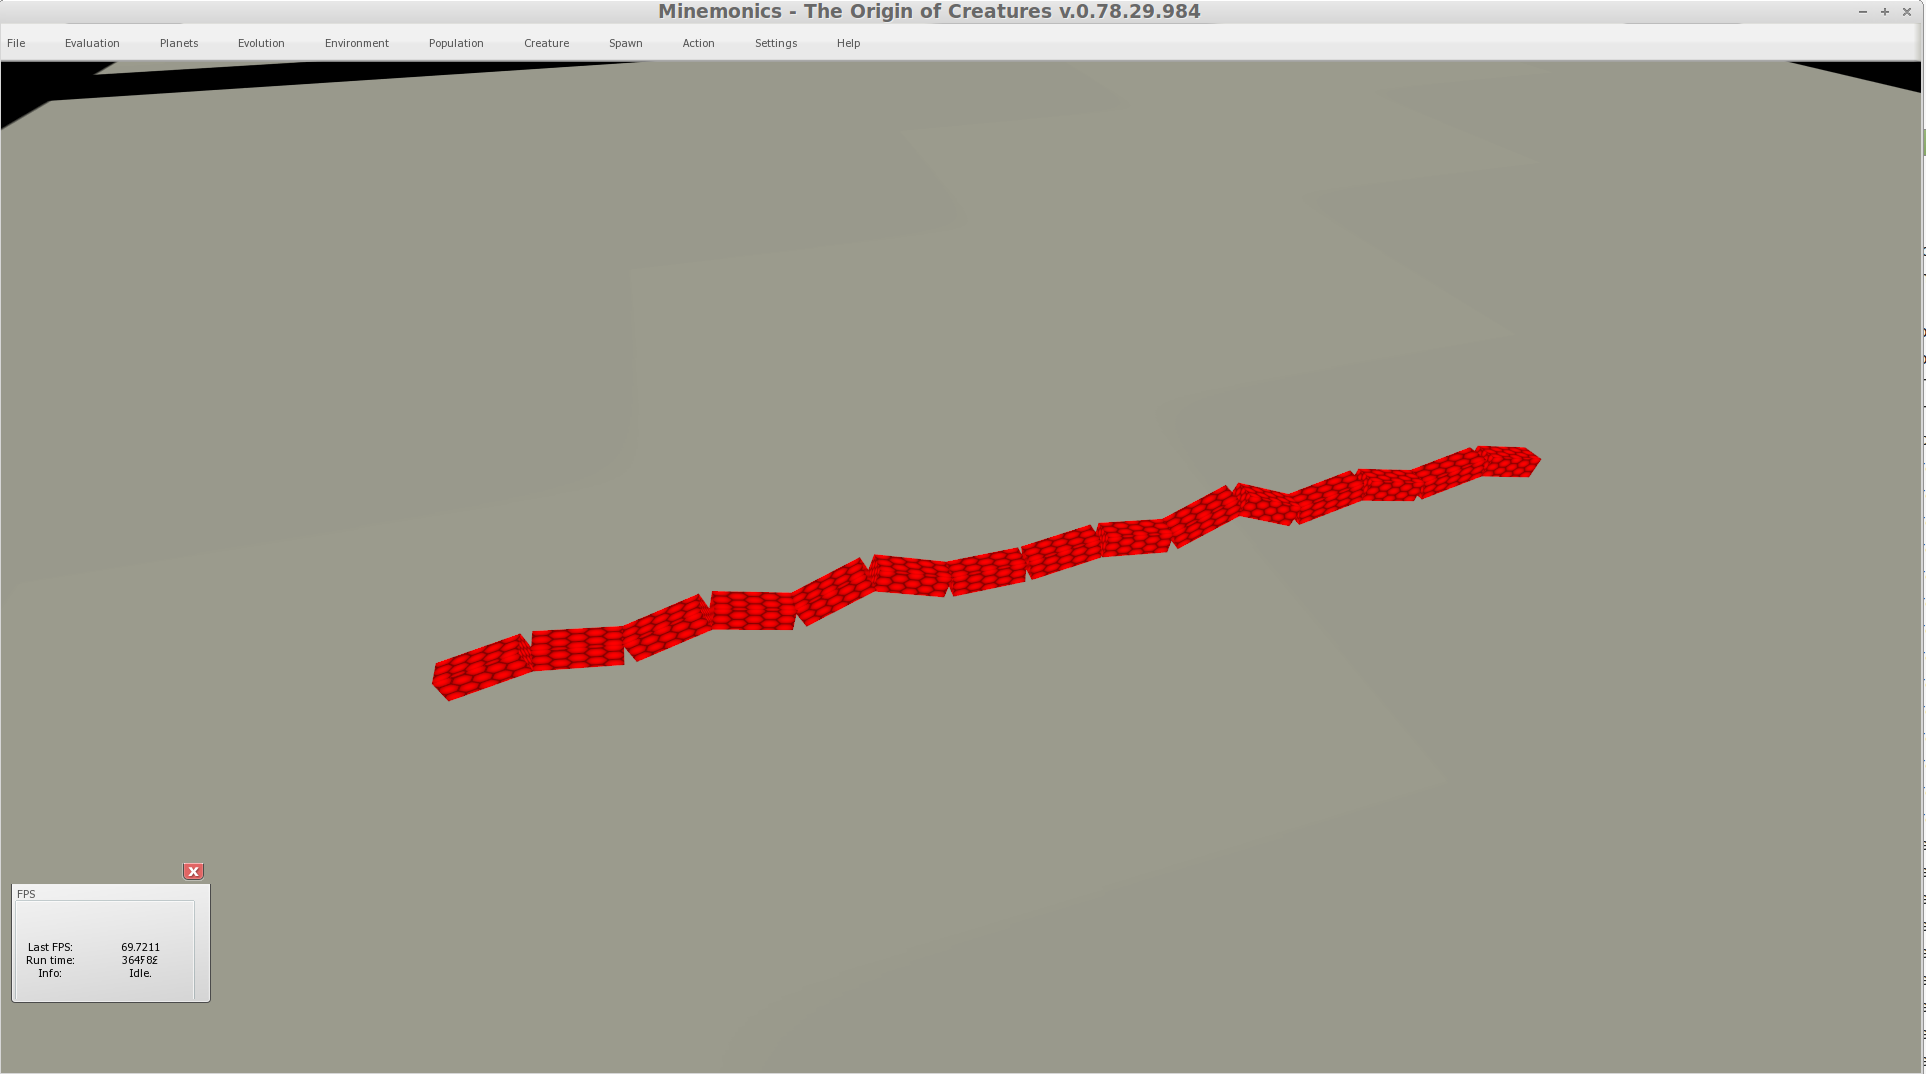 Minemonics - The Origin of Creatures v.0.78.29.984
File Evaluation Planets Evolution Environment Population Creature Spawn Action Settings Help
X
FPS
Last FPS: 69.7211
Run time:
Info: Idle.